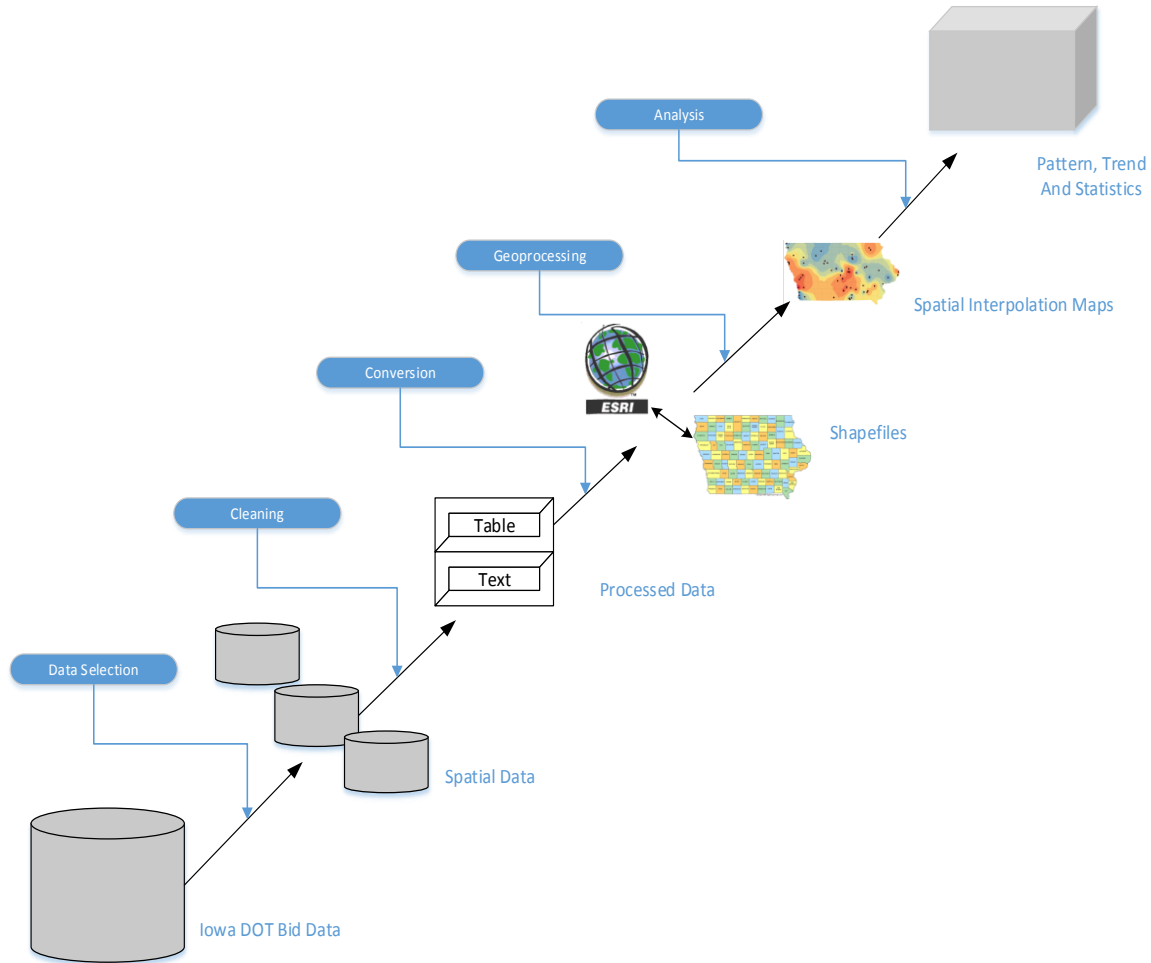 Analysis
Pattern, Trend
And Statistics
Geoprocessing
Spatial Interpolation Maps
ESRI
TM
Conversion
Shapefiles
Cleaning
Table
Text
Processed Data
Data Selection
Spatial Data
Iowa DOT Bid Data